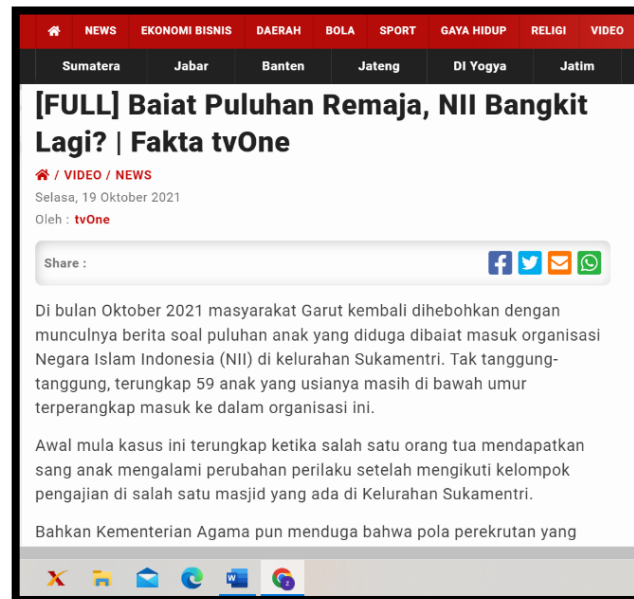 NEWS EKONOMI BISNIS DAERAH BOLA SPORT GAYA HIDUP RELIGI VIDEO
Sumatera Jabar Banten Jateng DI Yogya Jatim
[FULL] Baiat Puluhan Remaja, NII Bangkit
Lagi? | Fakta tvOne
/ VIDEO / NEWS
Selasa, 19 Oktober 2021
Oleh : tvOne
Share :
Di bulan Oktober 2021 masyarakat Garut kembali dihebohkan dengan
munculnya berita soal puluhan anak yang diduga dibaiat masuk organisasi
Negara Islam Indonesia (NII) di kelurahan Sukamentri. Tak tanggung-
tanggung, terungkap 59 anak yang usianya masih di bawah umur
terperangkap masuk ke dalam organisasi ini.
Awal mula kasus ini terungkap ketika salah satu orang tua mendapatkan
sang anak mengalami perubahan perilaku setelah mengikuti kelompok
pengajian di salah satu masjid yang ada di Kelurahan Sukamentri.
Bahkan Kementerian Agama pun menduga bahwa pola perekrutan yang